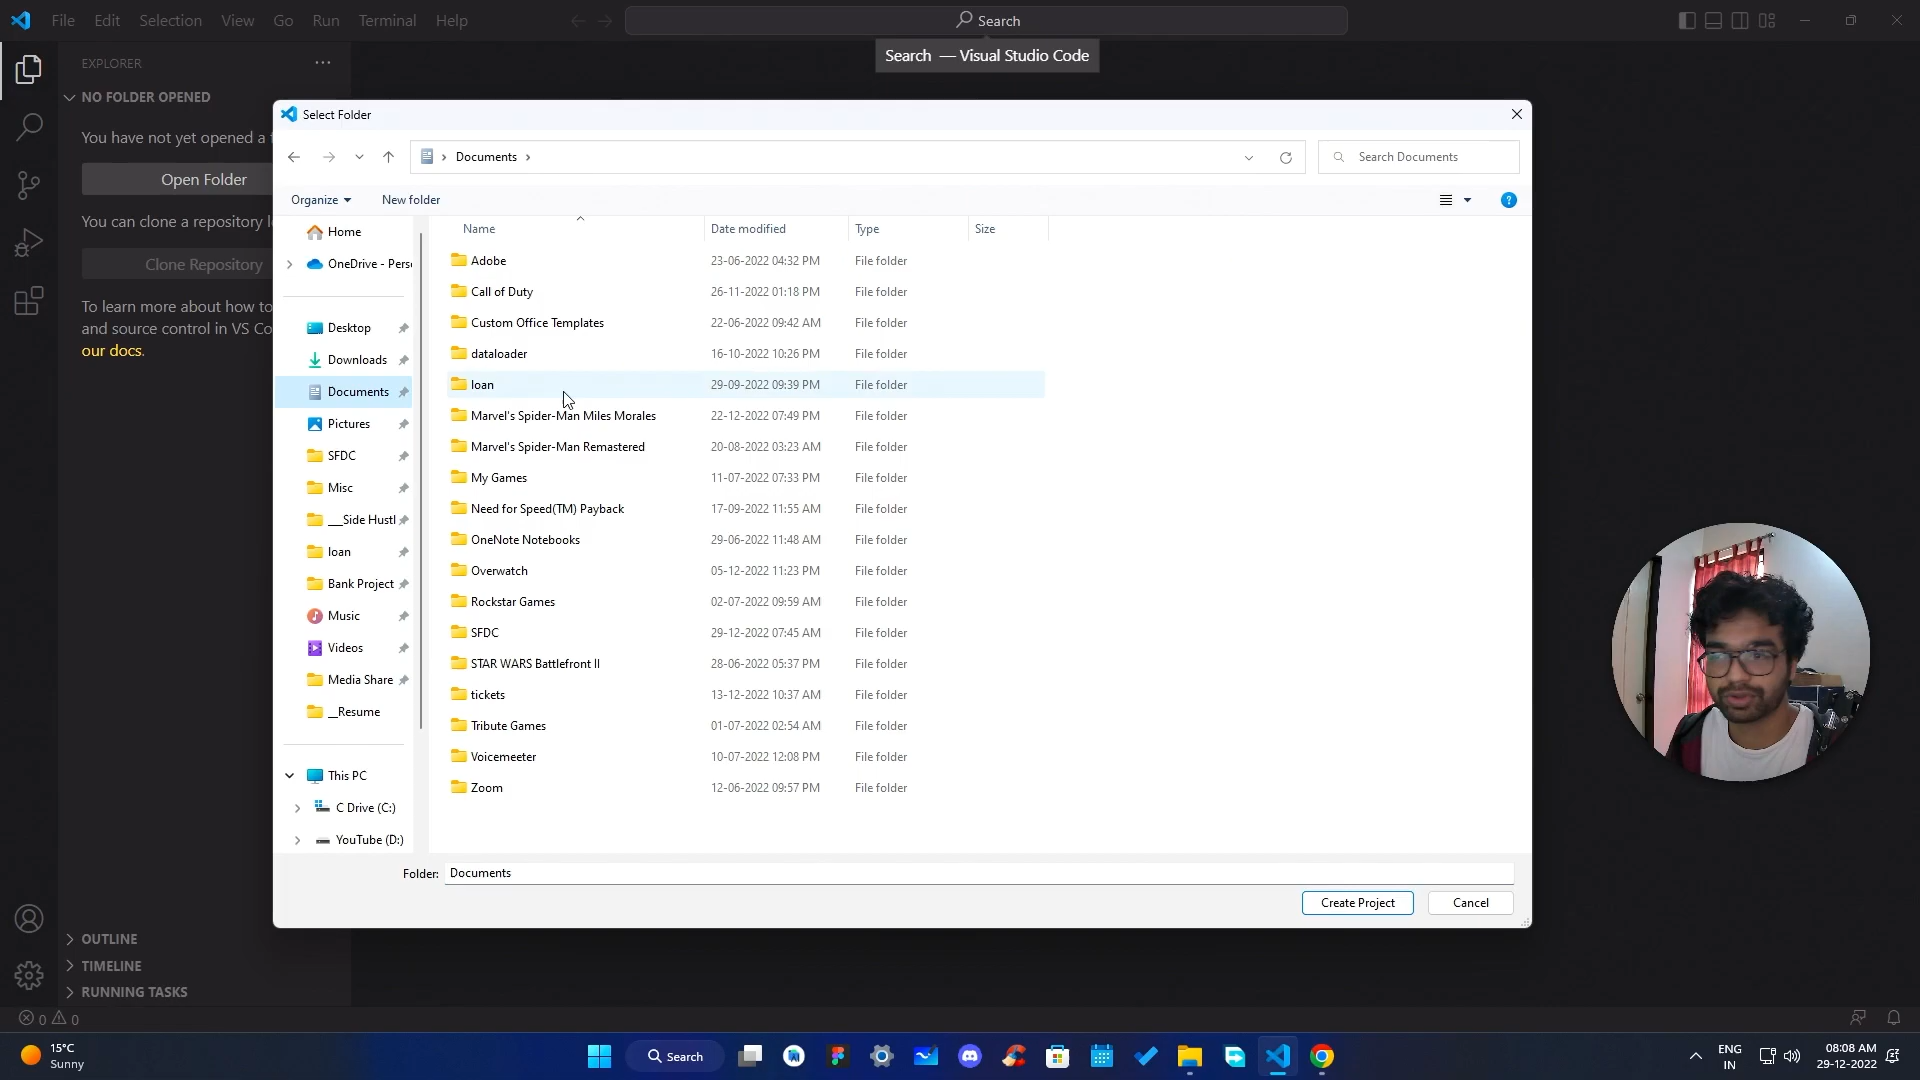 File Edit Selection View Go Run Terminal Help
Search
Search — Visual Studio Code
EXPLORER
NO FOLDER OPENED
You have not yet opened a f
Open Folder
You can clone a repository l
Clone Repository
To learn more about how to
and source control in VS Co
our docs.
OUTLINE
TIMELINE
RUNNING TASKS
0 0
Select Folder
Documents
Search Documents
Organize New folder
Home
OneDrive - Perso
Desktop
Downloads
Documents
Pictures
SFDC
Misc
__Side Hustl
loan
Bank Project
Music
Videos
Media Share
__Resume
This PC
C Drive (C:)
YouTube (D:)
Name Date modified Type Size
Adobe 23-06-2022 04:32 PM File folder
Call of Duty 26-11-2022 01:18 PM File folder
Custom Office Templates 22-06-2022 09:42 AM File folder
dataloader 16-10-2022 10:26 PM File folder
loan 29-09-2022 09:39 PM File folder
Marvel's Spider-Man Miles Morales 22-12-2022 07:49 PM File folder
Marvel's Spider-Man Remastered 20-08-2022 03:23 AM File folder
My Games 11-07-2022 07:33 PM File folder
Need for Speed(TM) Payback 17-09-2022 11:55 AM File folder
OneNote Notebooks 29-06-2022 11:48 AM File folder
Overwatch 05-12-2022 11:23 PM File folder
Rockstar Games 02-07-2022 09:59 AM File folder
SFDC 29-12-2022 07:45 AM File folder
STAR WARS Battlefront II 28-06-2022 05:37 PM File folder
tickets 13-12-2022 10:37 AM File folder
Tribute Games 01-07-2022 02:54 AM File folder
Voicemeeter 10-07-2022 12:08 PM File folder
Zoom 12-06-2022 09:57 PM File folder
Folder: Documents
Create Project Cancel
15°C
Sunny
Search
ENG
IN
08:08 AM
29-12-2022